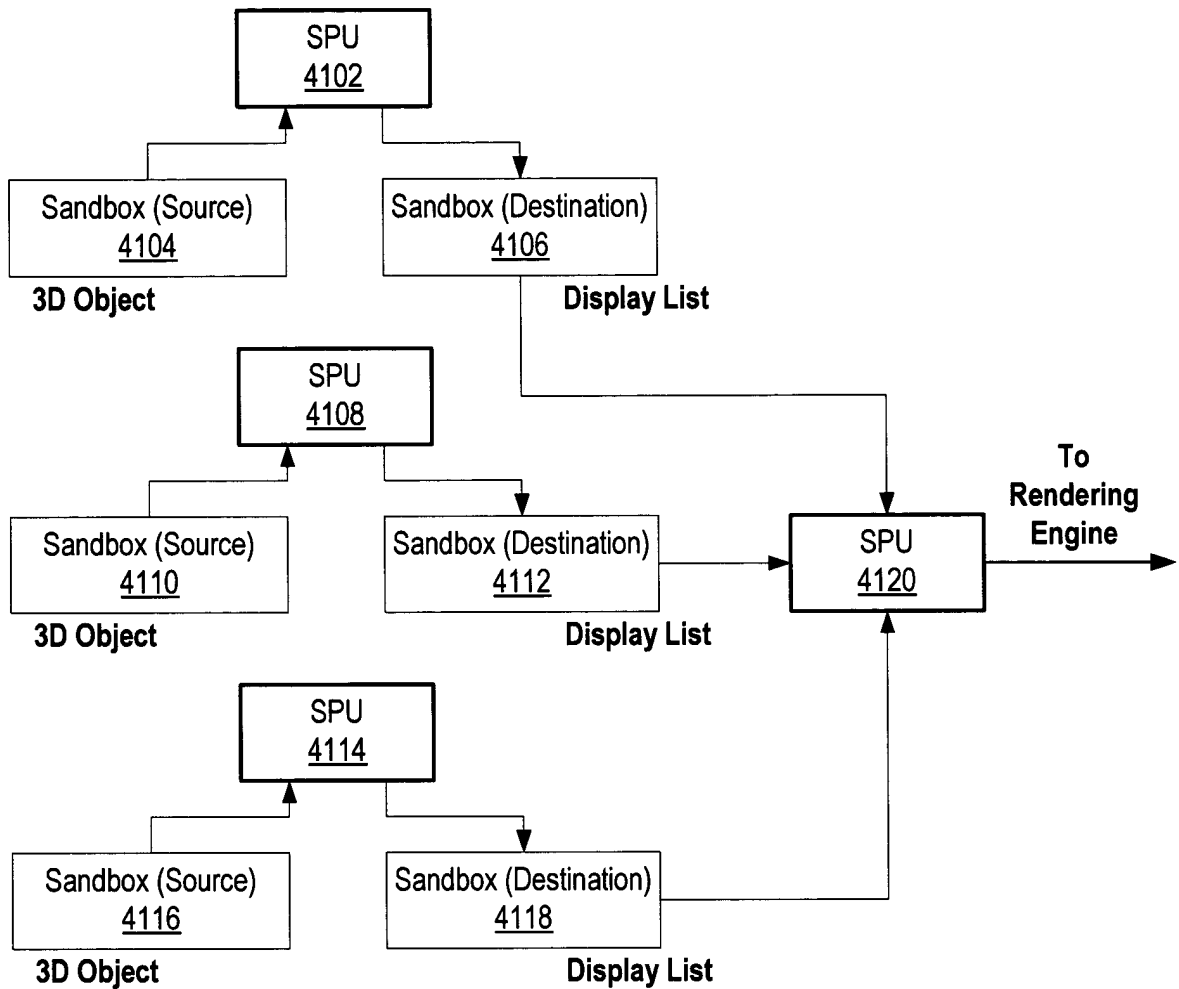 SPU
4102
Sandbox (Source)
4104
3D Object
Sandbox (Destination)
4106
Display List
SPU
4108
Sandbox (Source)
4110
3D Object
Sandbox (Destination)
4112
Display List
SPU
4114
Sandbox (Source)
4116
3D Object
Sandbox (Destination)
4118
Display List
SPU
4120
To
Rendering
Engine